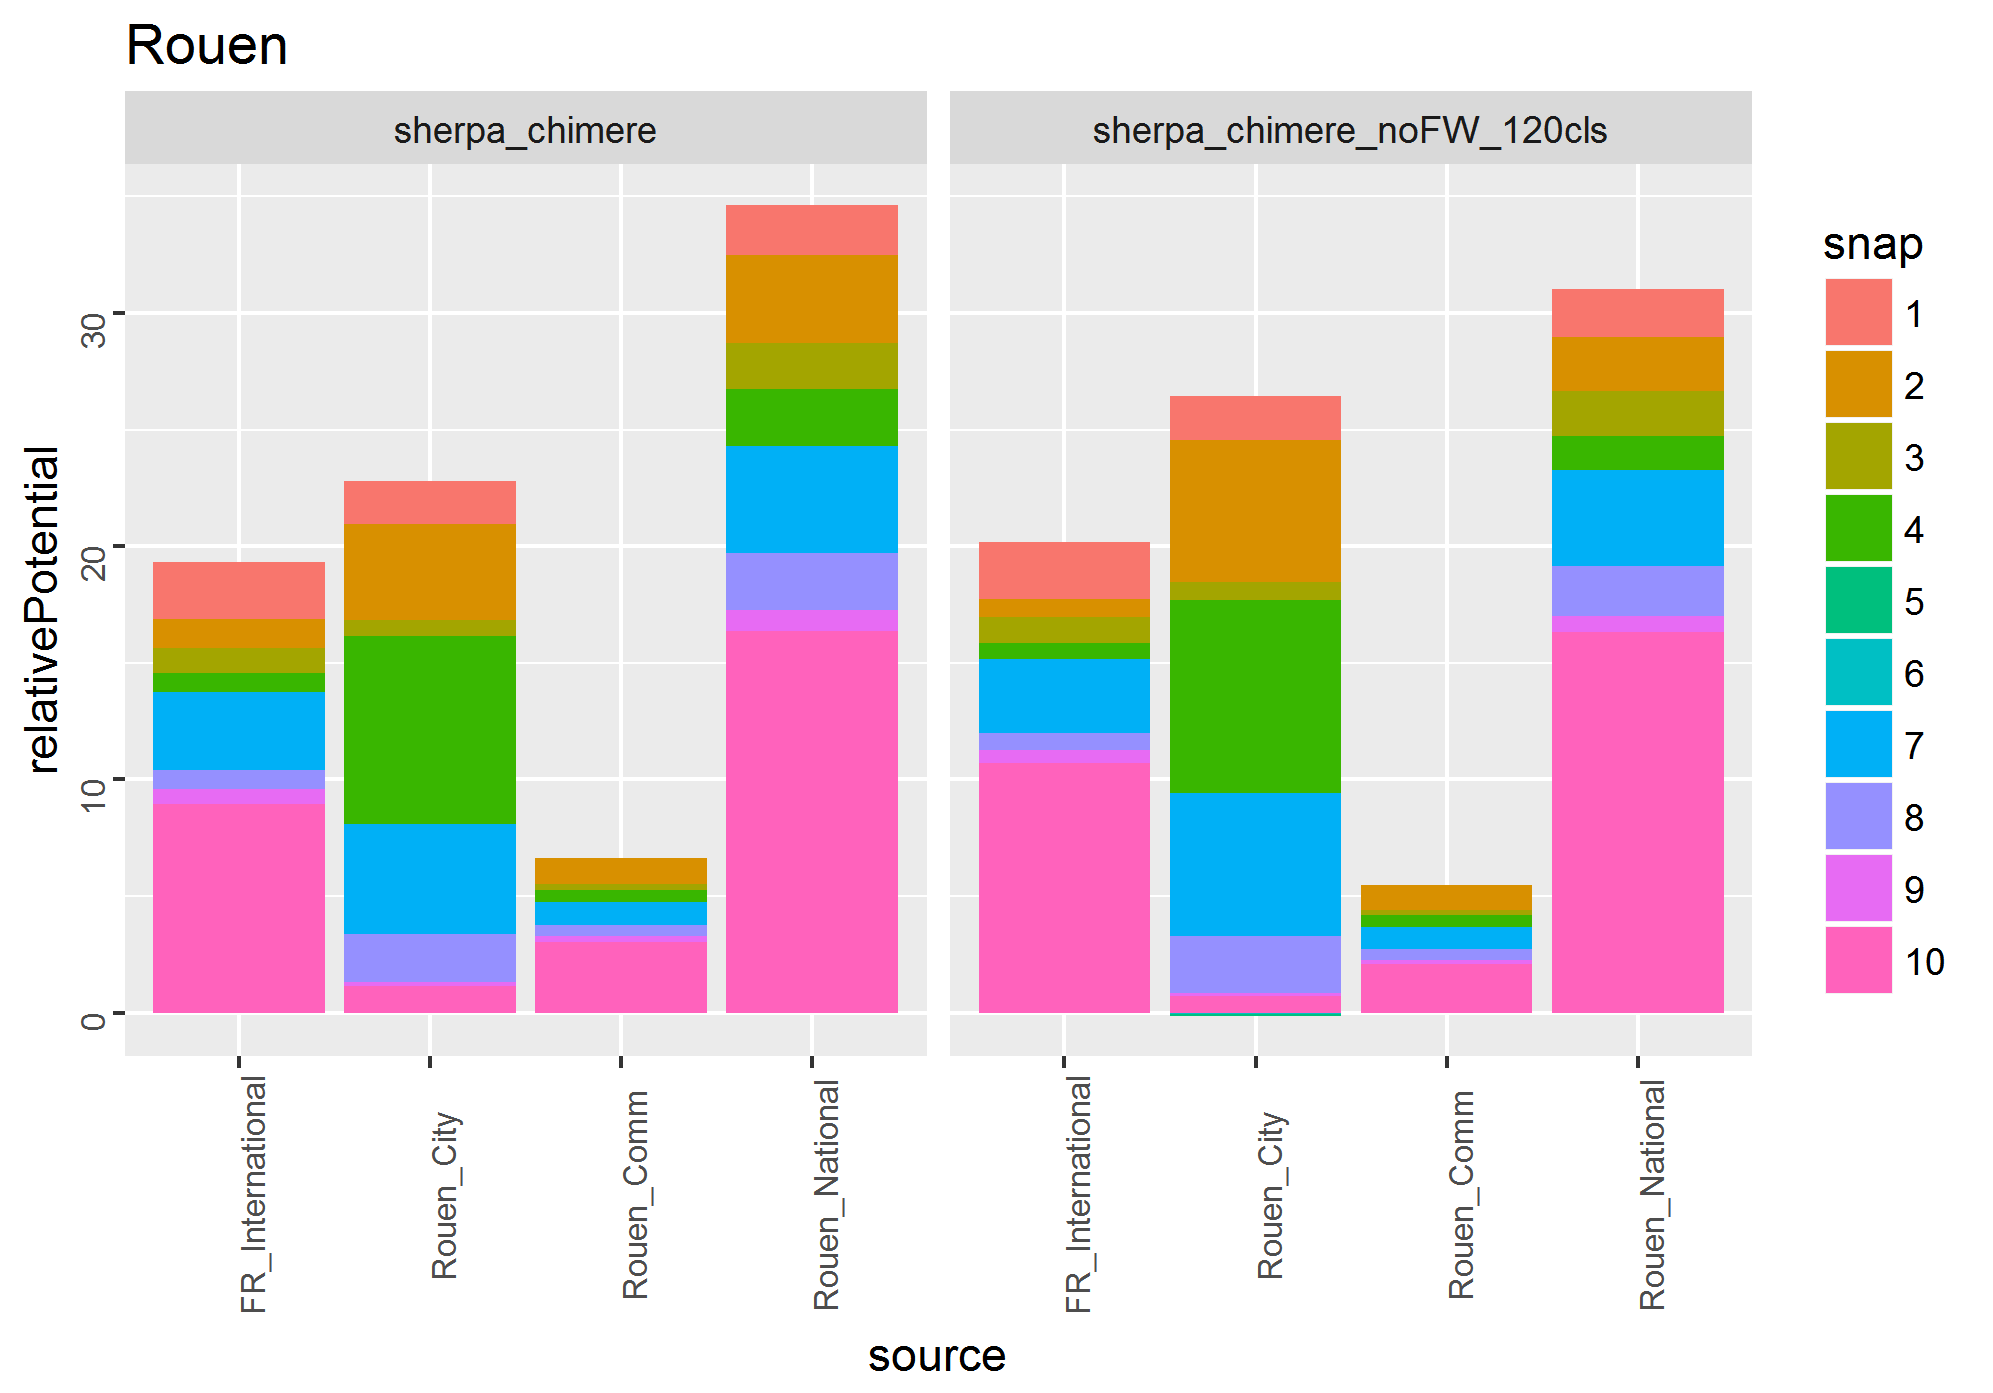 Rouen
sherpa_chimere
sherpa_chimere_noFW_120cls
relativePotential
30
20
10
0
FR_International
Rouen_City
Rouen_Comm
Rouen_National
FR_International
Rouen_City
Rouen_Comm
Rouen_National
source
snap
1
2
3
4
5
6
7
8
9
10